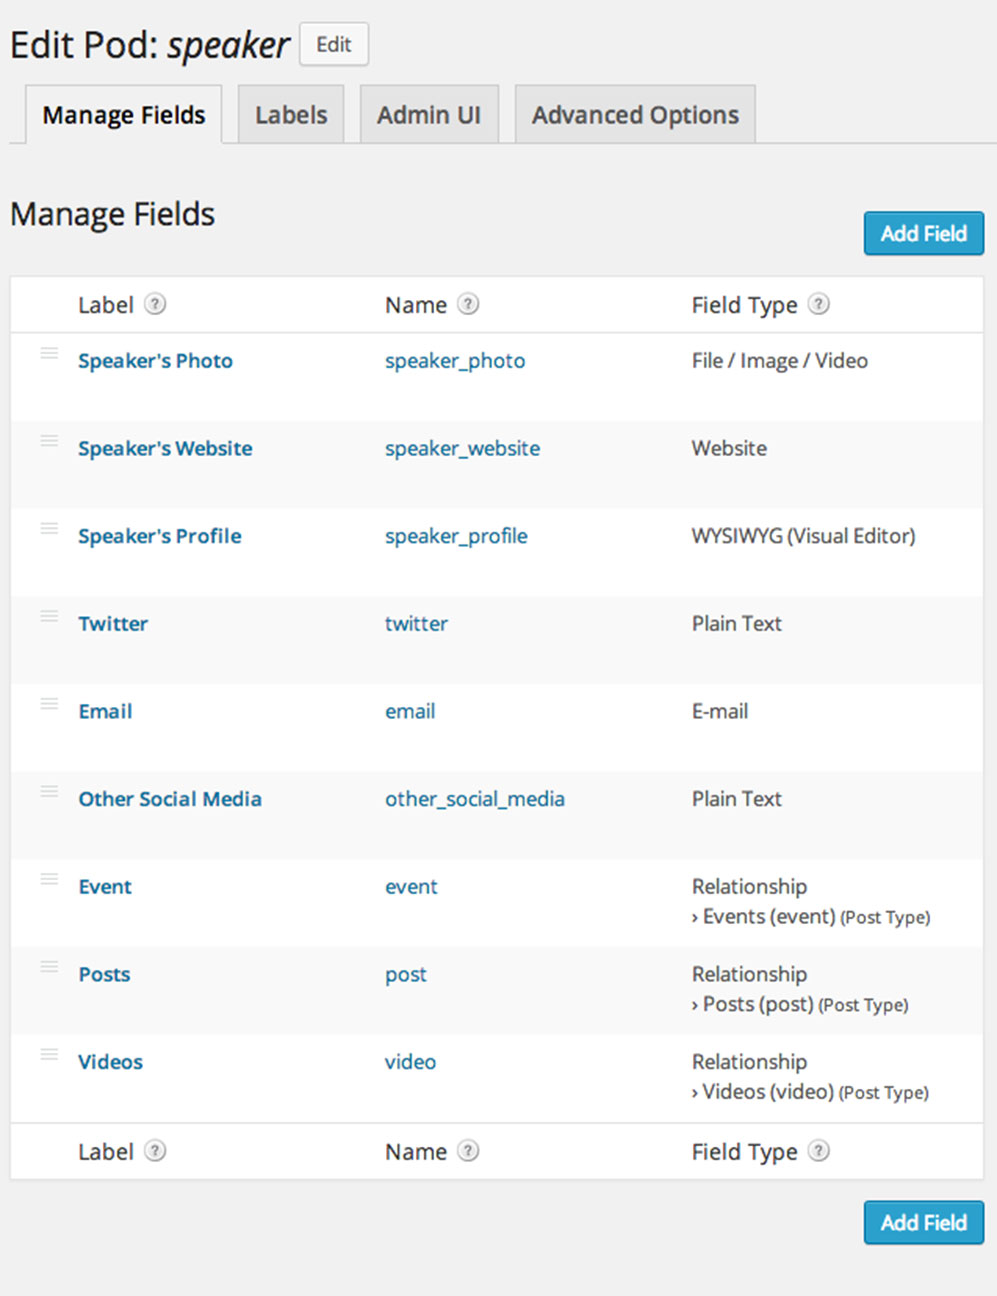 Edit Pod: speaker Edit
Manage Fields Labels Admin UI Advanced Options
Manage Fields
Add Field
Label ? Name ? Field Type ?
Speaker's Photo speaker_photo File / Image / Video
Speaker's Website speaker_website Website
Speaker's Profile speaker_profile WYSIWYG (Visual Editor)
Twitter twitter Plain Text
Email email E-mail
Other Social Media other_social_media Plain Text
Event event Relationship
› Events (event) (Post Type)
Posts post Relationship
› Posts (post) (Post Type)
Videos video Relationship
› Videos (video) (Post Type)
Label ? Name ? Field Type ?
Add Field